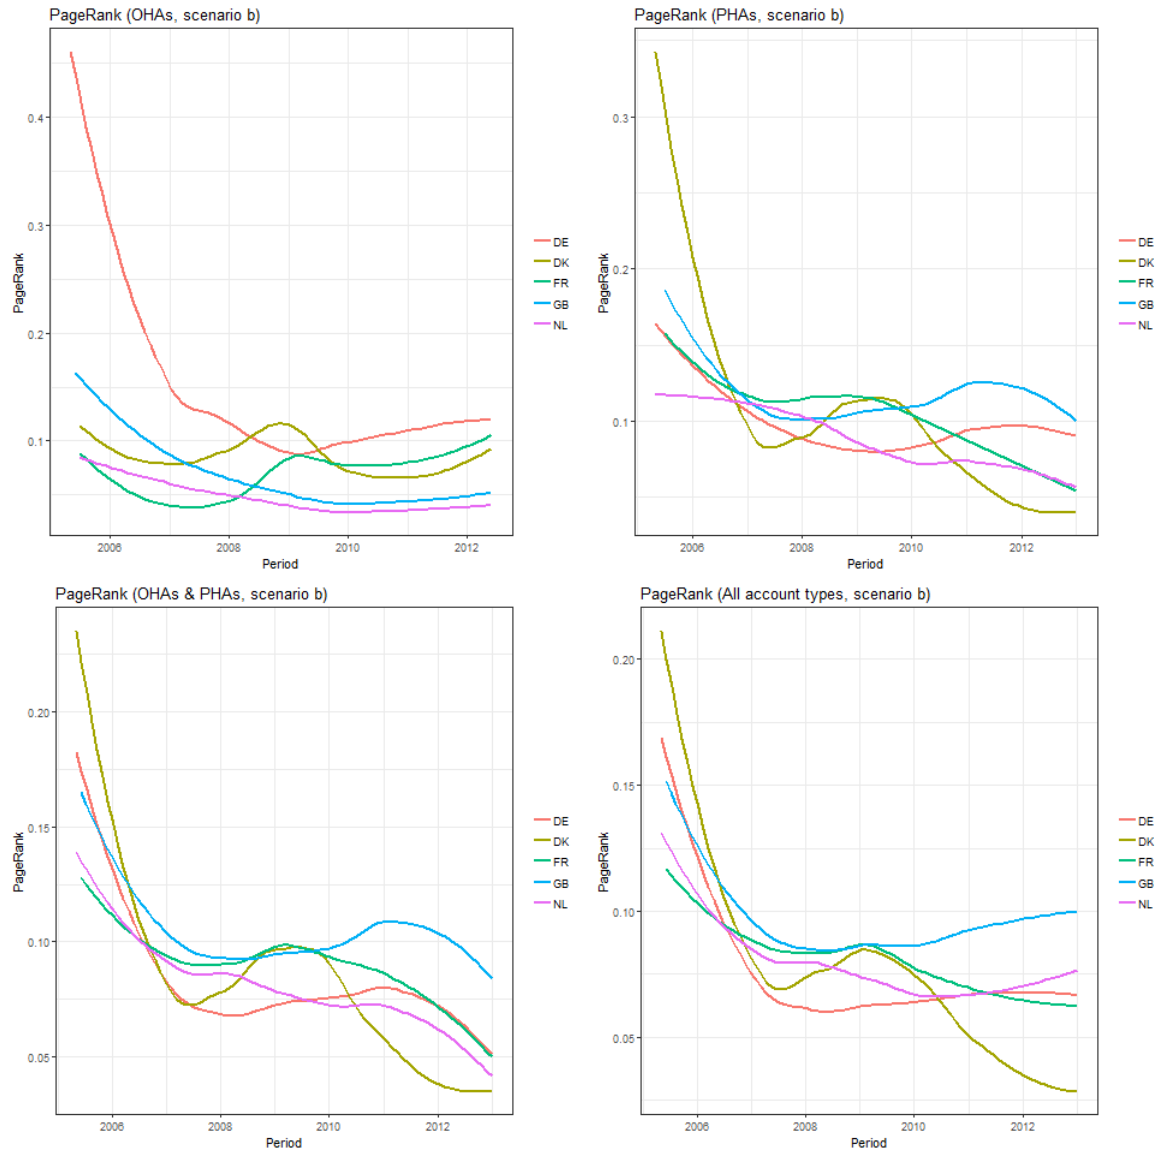 PageRank (OHAs, scenario b)
0.4
0.3
0.2
0.1
PageRank
2006
2008
2010
2012
Period
DE
DK
FR
GB
NL
PageRank (PHAs, scenario b)
0.3
0.2
0.1
PageRank
2006
2008
2010
2012
Period
DE
DK
FR
GB
NL
PageRank (OHAs & PHAs, scenario b)
0.20
0.15
0.10
0.05
PageRank
2006
2008
2010
2012
Period
DE
DK
FR
GB
NL
PageRank (All account types, scenario b)
0.20
0.15
0.10
0.05
PageRank
2006
2008
2010
2012
Period
DE
DK
FR
GB
NL